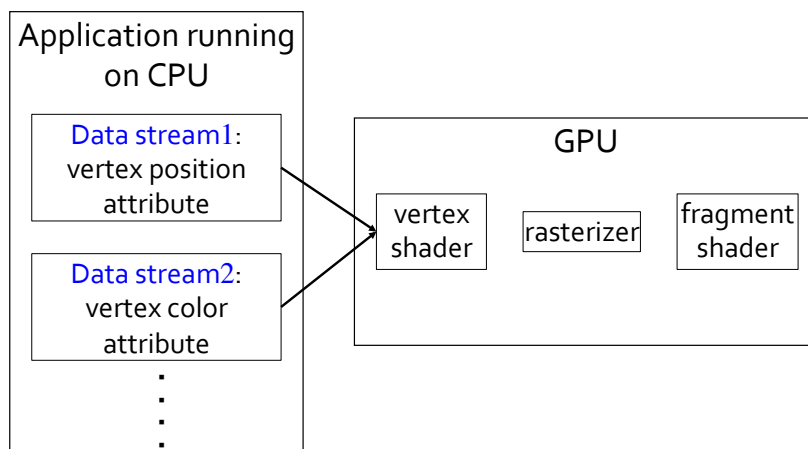 Application running
on CPU
Data stream1:
vertex position
attribute
Data stream2:
vertex color
attribute
GPU
vertex
shader
rasterizer
fragment
shader